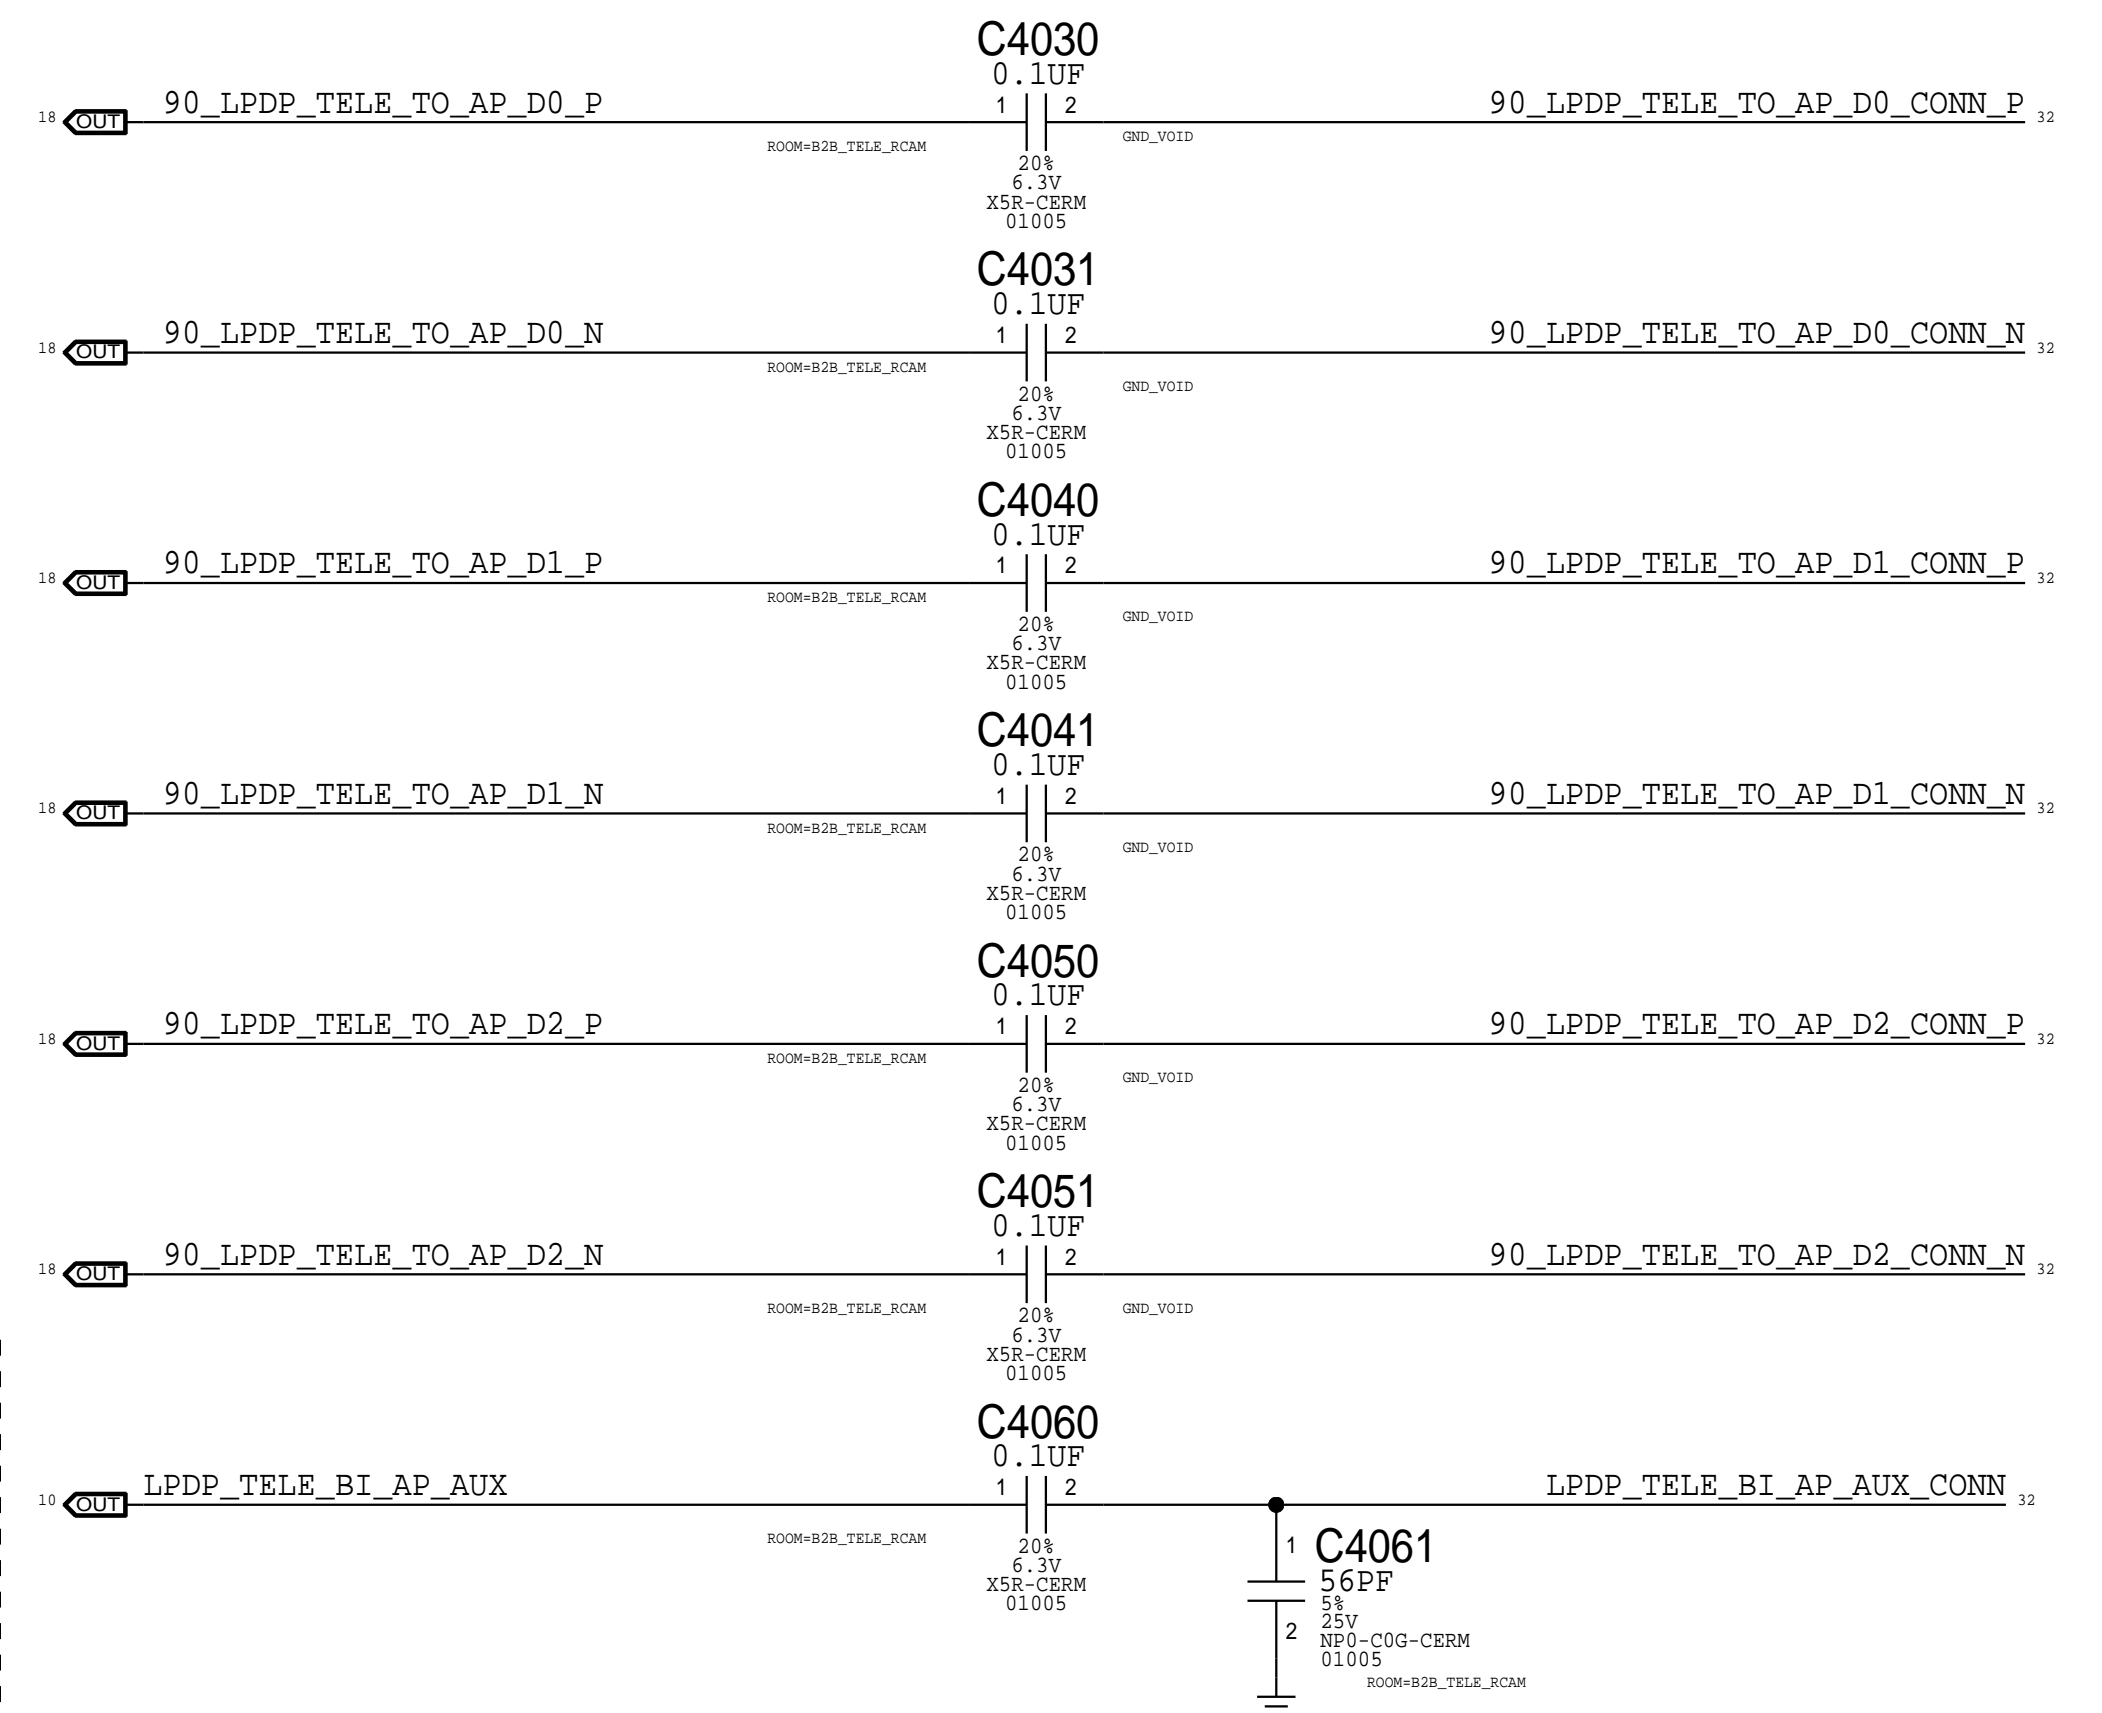 C4030
0.1UF
18 OUT 90_LPDP_TELE_TO_AP_D0_P 1 2 90_LPDP_TELE_TO_AP_D0_CONN_P 32
ROOM=B2B_TELE_RCAM GND_VOID
20%
6.3V
X5R-CERM
01005
C4031
0.1UF
18 OUT 90_LPDP_TELE_TO_AP_D0_N 1 2 90_LPDP_TELE_TO_AP_D0_CONN_N 32
ROOM=B2B_TELE_RCAM GND_VOID
20%
6.3V
X5R-CERM
01005
C4040
0.1UF
18 OUT 90_LPDP_TELE_TO_AP_D1_P 1 2 90_LPDP_TELE_TO_AP_D1_CONN_P 32
ROOM=B2B_TELE_RCAM GND_VOID
20%
6.3V
X5R-CERM
01005
C4041
0.1UF
18 OUT 90_LPDP_TELE_TO_AP_D1_N 1 2 90_LPDP_TELE_TO_AP_D1_CONN_N 32
ROOM=B2B_TELE_RCAM GND_VOID
20%
6.3V
X5R-CERM
01005
C4050
0.1UF
18 OUT 90_LPDP_TELE_TO_AP_D2_P 1 2 90_LPDP_TELE_TO_AP_D2_CONN_P 32
ROOM=B2B_TELE_RCAM GND_VOID
20%
6.3V
X5R-CERM
01005
C4051
0.1UF
18 OUT 90_LPDP_TELE_TO_AP_D2_N 1 2 90_LPDP_TELE_TO_AP_D2_CONN_N 32
ROOM=B2B_TELE_RCAM GND_VOID
20%
6.3V
X5R-CERM
01005
C4060
0.1UF
10 OUT LPDP_TELE_BI_AP_AUX 1 2 LPDP_TELE_BI_AP_AUX_CONN 32
ROOM=B2B_TELE_RCAM
20%
6.3V
X5R-CERM
01005
1 C4061
56PF
5%
25V
2 NP0-C0G-CERM
01005
ROOM=B2B_TELE_RCAM